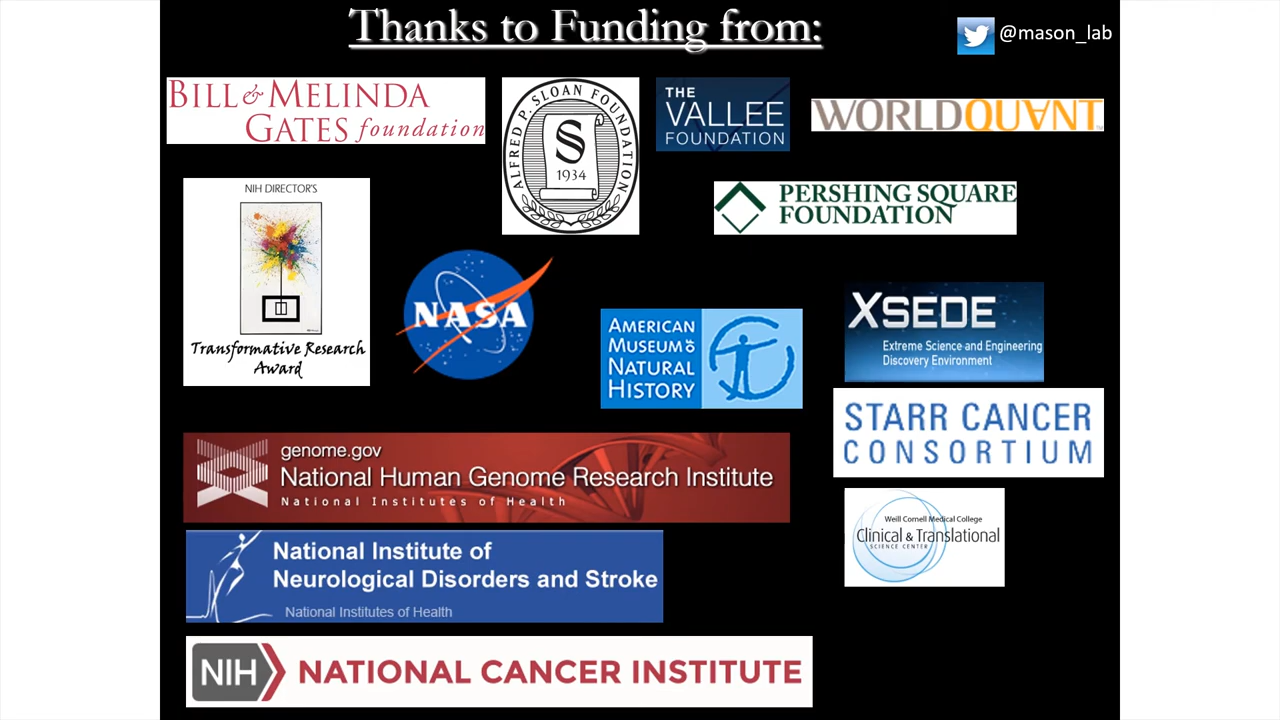 Thanks to Funding from:
@mason_lab
BILL & MELINDA
GATES foundation
ALFRED P. SLOAN FOUNDATION
S
1934
THE
VALLEE
FOUNDATION
WORLDQUANT
NIH DIRECTOR'S
Transformative Research
Award
PERSHING SQUARE
FOUNDATION
NASA
AMERICAN
MUSEUM OF
NATURAL
HISTORY
XSEDE
Extreme Science and Engineering
Discovery Environment
STARR CANCER
CONSORTIUM
genome.gov
National Human Genome Research Institute
National Institutes of Health
Weill Cornell Medical College
Clinical & Translational
SCIENCE CENTER
National Institute of
Neurological Disorders and Stroke
National Institutes of Health
NIH NATIONAL CANCER INSTITUTE